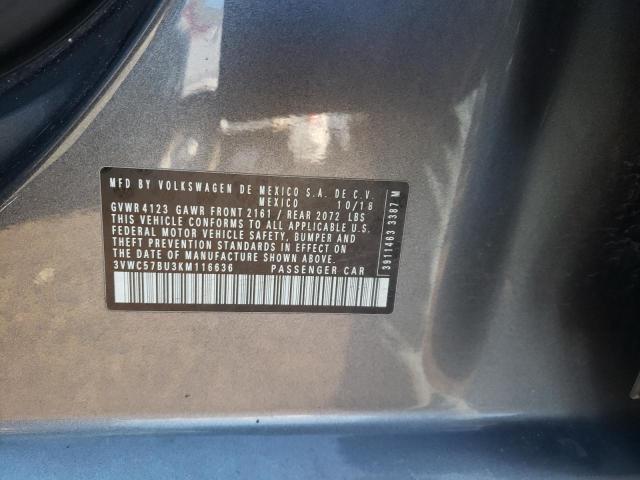 MFD BY VOLKSWAGEN DE MEXICO S.A. DE C.V.
MEXICO 10/18
GVWR 4123 GAWR FRONT 2161 / REAR 2072 LBS
THIS VEHICLE CONFORMS TO ALL APPLICABLE U.S.
FEDERAL MOTOR VEHICLE SAFETY, BUMPER, AND
THEFT PREVENTION STANDARDS IN EFFECT ON THE
DATE OF MANUFACTURE SHOWN ABOVE.
3VWC57BU3KM116636 PASSENGER CAR
3911463 3387 M